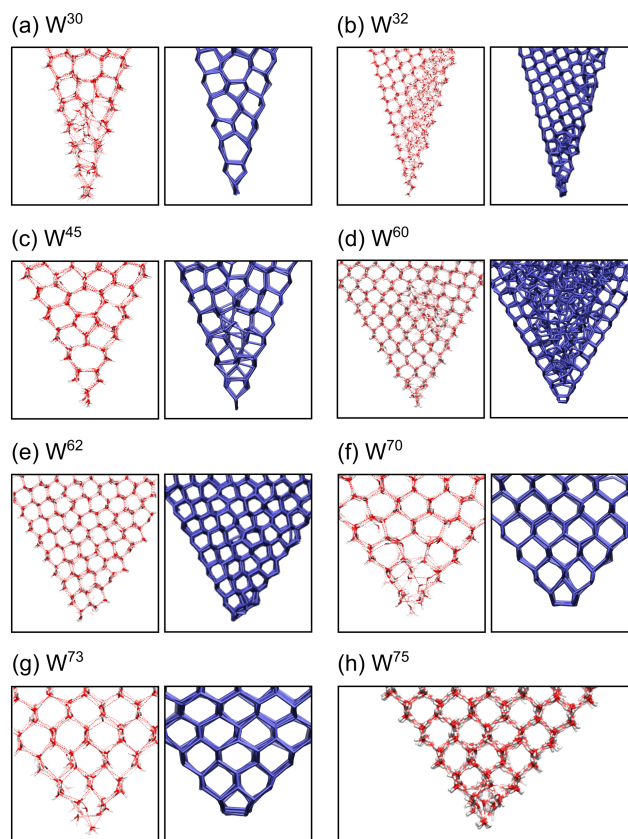 (a) W³⁰
(b) W³²
(c) W⁴⁵
(d) W⁶⁰
(e) W⁶²
(f) W⁷⁰
(g) W⁷³
(h) W⁷⁵